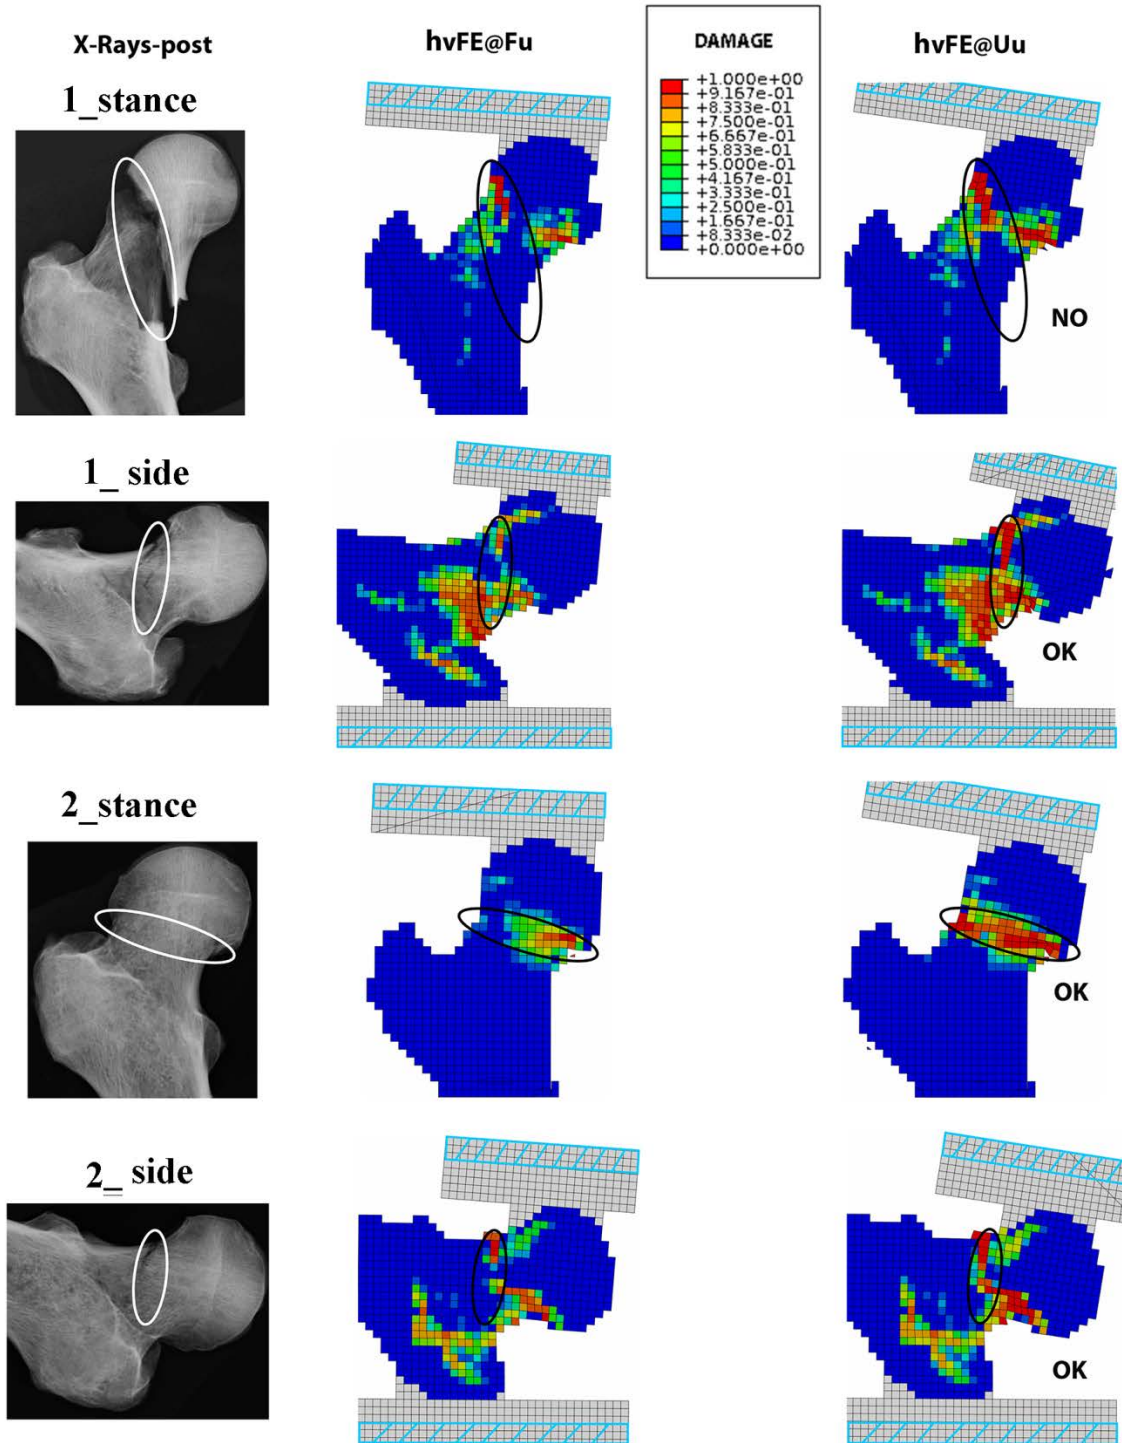 X-Rays-post
hvFE@Fu
DAMAGE
hvFE@Uu
+1.000e+00
+9.167e-01
+8.333e-01
+7.500e-01
+6.667e-01
+5.833e-01
+5.000e-01
+4.167e-01
+3.333e-01
+2.500e-01
+1.667e-01
+8.333e-02
+0.000e+00
1_stance
NO
1_ side
OK
2_stance
OK
2_ side
OK